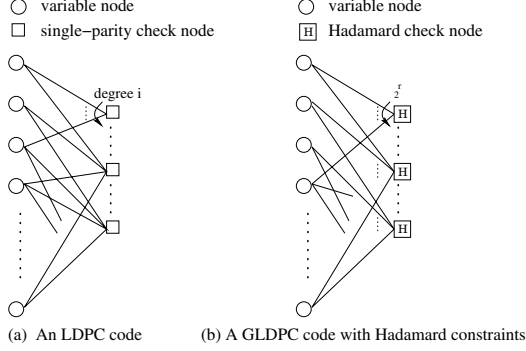 variable node
single-parity check node
degree i
(a) An LDPC code
variable node
H Hadamard check node
2^r
H
H
H
(b) A GLDPC code with Hadamard constraints